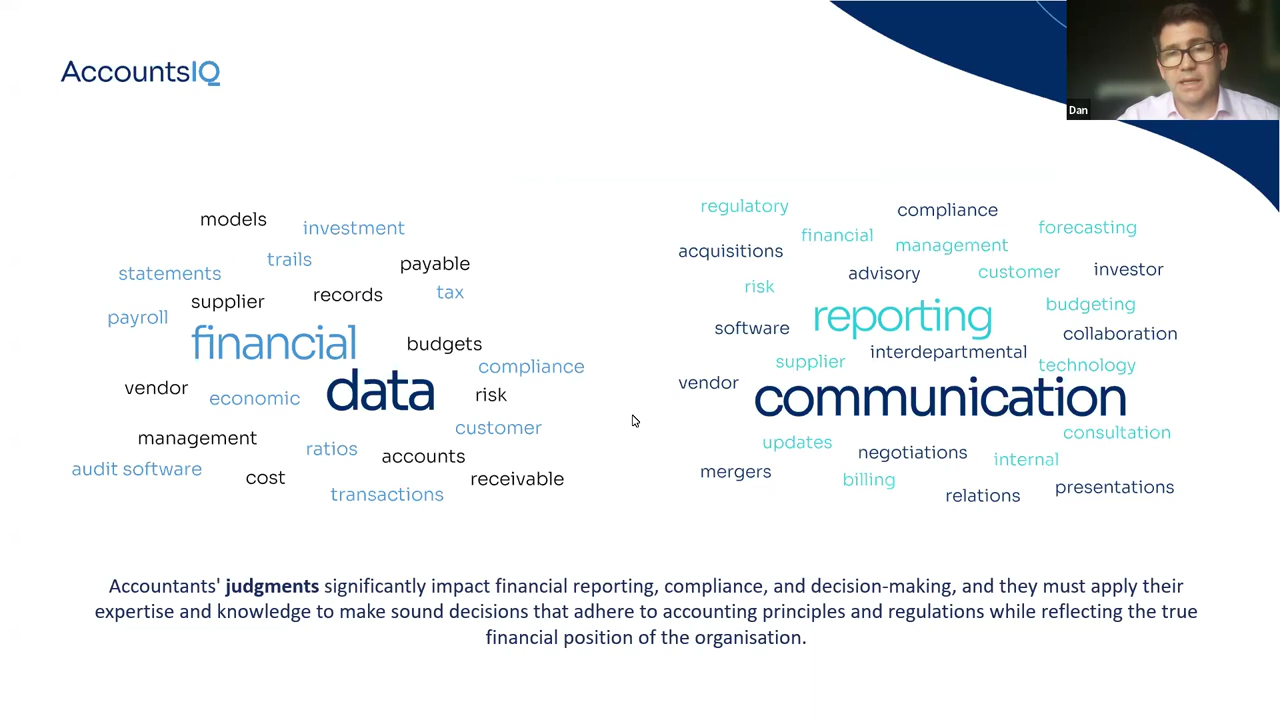 AccountsIQ
Dan
models
investment
trails
payable
statements
supplier
records
tax
payroll
financial
budgets
compliance
vendor
economic
data
risk
customer
management
ratios
accounts
audit software
cost
receivable
transactions
regulatory
compliance
forecasting
financial
management
acquisitions
advisory
customer
investor
risk
reporting
budgeting
software
collaboration
interdepartmental
supplier
technology
vendor
communication
consultation
updates
negotiations
internal
mergers
billing
relations
presentations
Accountants' judgments significantly impact financial reporting, compliance, and decision-making, and they must apply their
expertise and knowledge to make sound decisions that adhere to accounting principles and regulations while reflecting the true
financial position of the organisation.